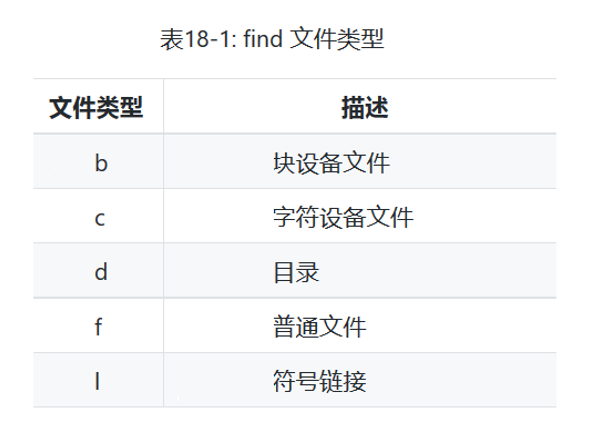 表18-1: find 文件类型
文件类型 描述
b 块设备文件
c 字符设备文件
d 目录
f 普通文件
l 符号链接